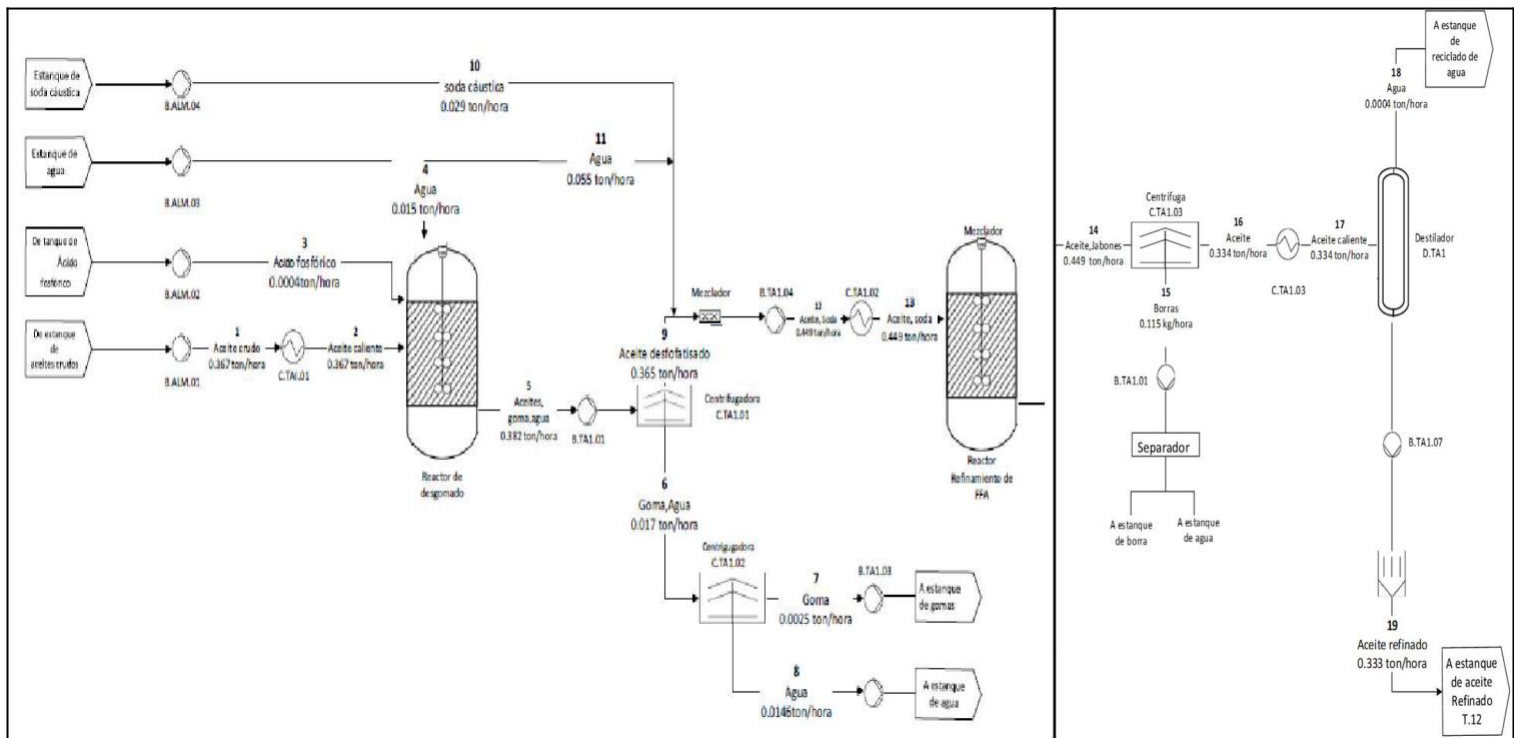 Estanque de
soda cáustica
B.ALM.04
10
soda cáustica
0.029 ton/hora
Estanque de
agua
B.ALM.03
11
Agua
0.055 ton/hora
4
Agua
0.015 ton/hora
De tanque de
Ácido
fosfórico
B.ALM.02
3
Ácido fosfórico
0.0004ton/hora
De estanque
de
aceites crudos
B.ALM.01
1
Aceite crudo
0.367 ton/hora
C.TAI.01
2
Aceite caliente
0.367 ton/hora
Reactor de
desgomado
5
Aceites,
goma,agua
0.382 ton/hora
B.TA1.01
9
Aceite desfofatisado
0.365 ton/hora
Centrifugadora
C.TA1.01
Mezclador
B.TA1.04
12
Aceite, Soda
0.449 ton/hora
C.TA1.02
13
Aceite, soda
0.449 ton/hora
Mezclador
Reactor
Refinamiento de
FFA
6
Goma,Agua
0.017 ton/hora
Centrigugadora
C.TA1.02
7
Goma
0.0025 ton/hora
B.TA1.03
A estanque
de gomas
8
Agua
0.0146ton/hora
A estanque
de agua
14
Aceite,Jabones
0.449 ton/hora
Centrífuga
C.TA1.03
15
Borras
0.115 kg/hora
B.TA1.01
Separador
A estanque
de borra
A estanque
de agua
16
Aceite
0.334 ton/hora
C.TA1.03
17
Aceite caliente
0.334 ton/hora
18
Agua
0.0004 ton/hora
A estanque
de
reciclado de
agua
Destilador
D.TA1
B.TA1.07
19
Aceite refinado
0.333 ton/hora
A estanque
de aceite
Refinado
T.12